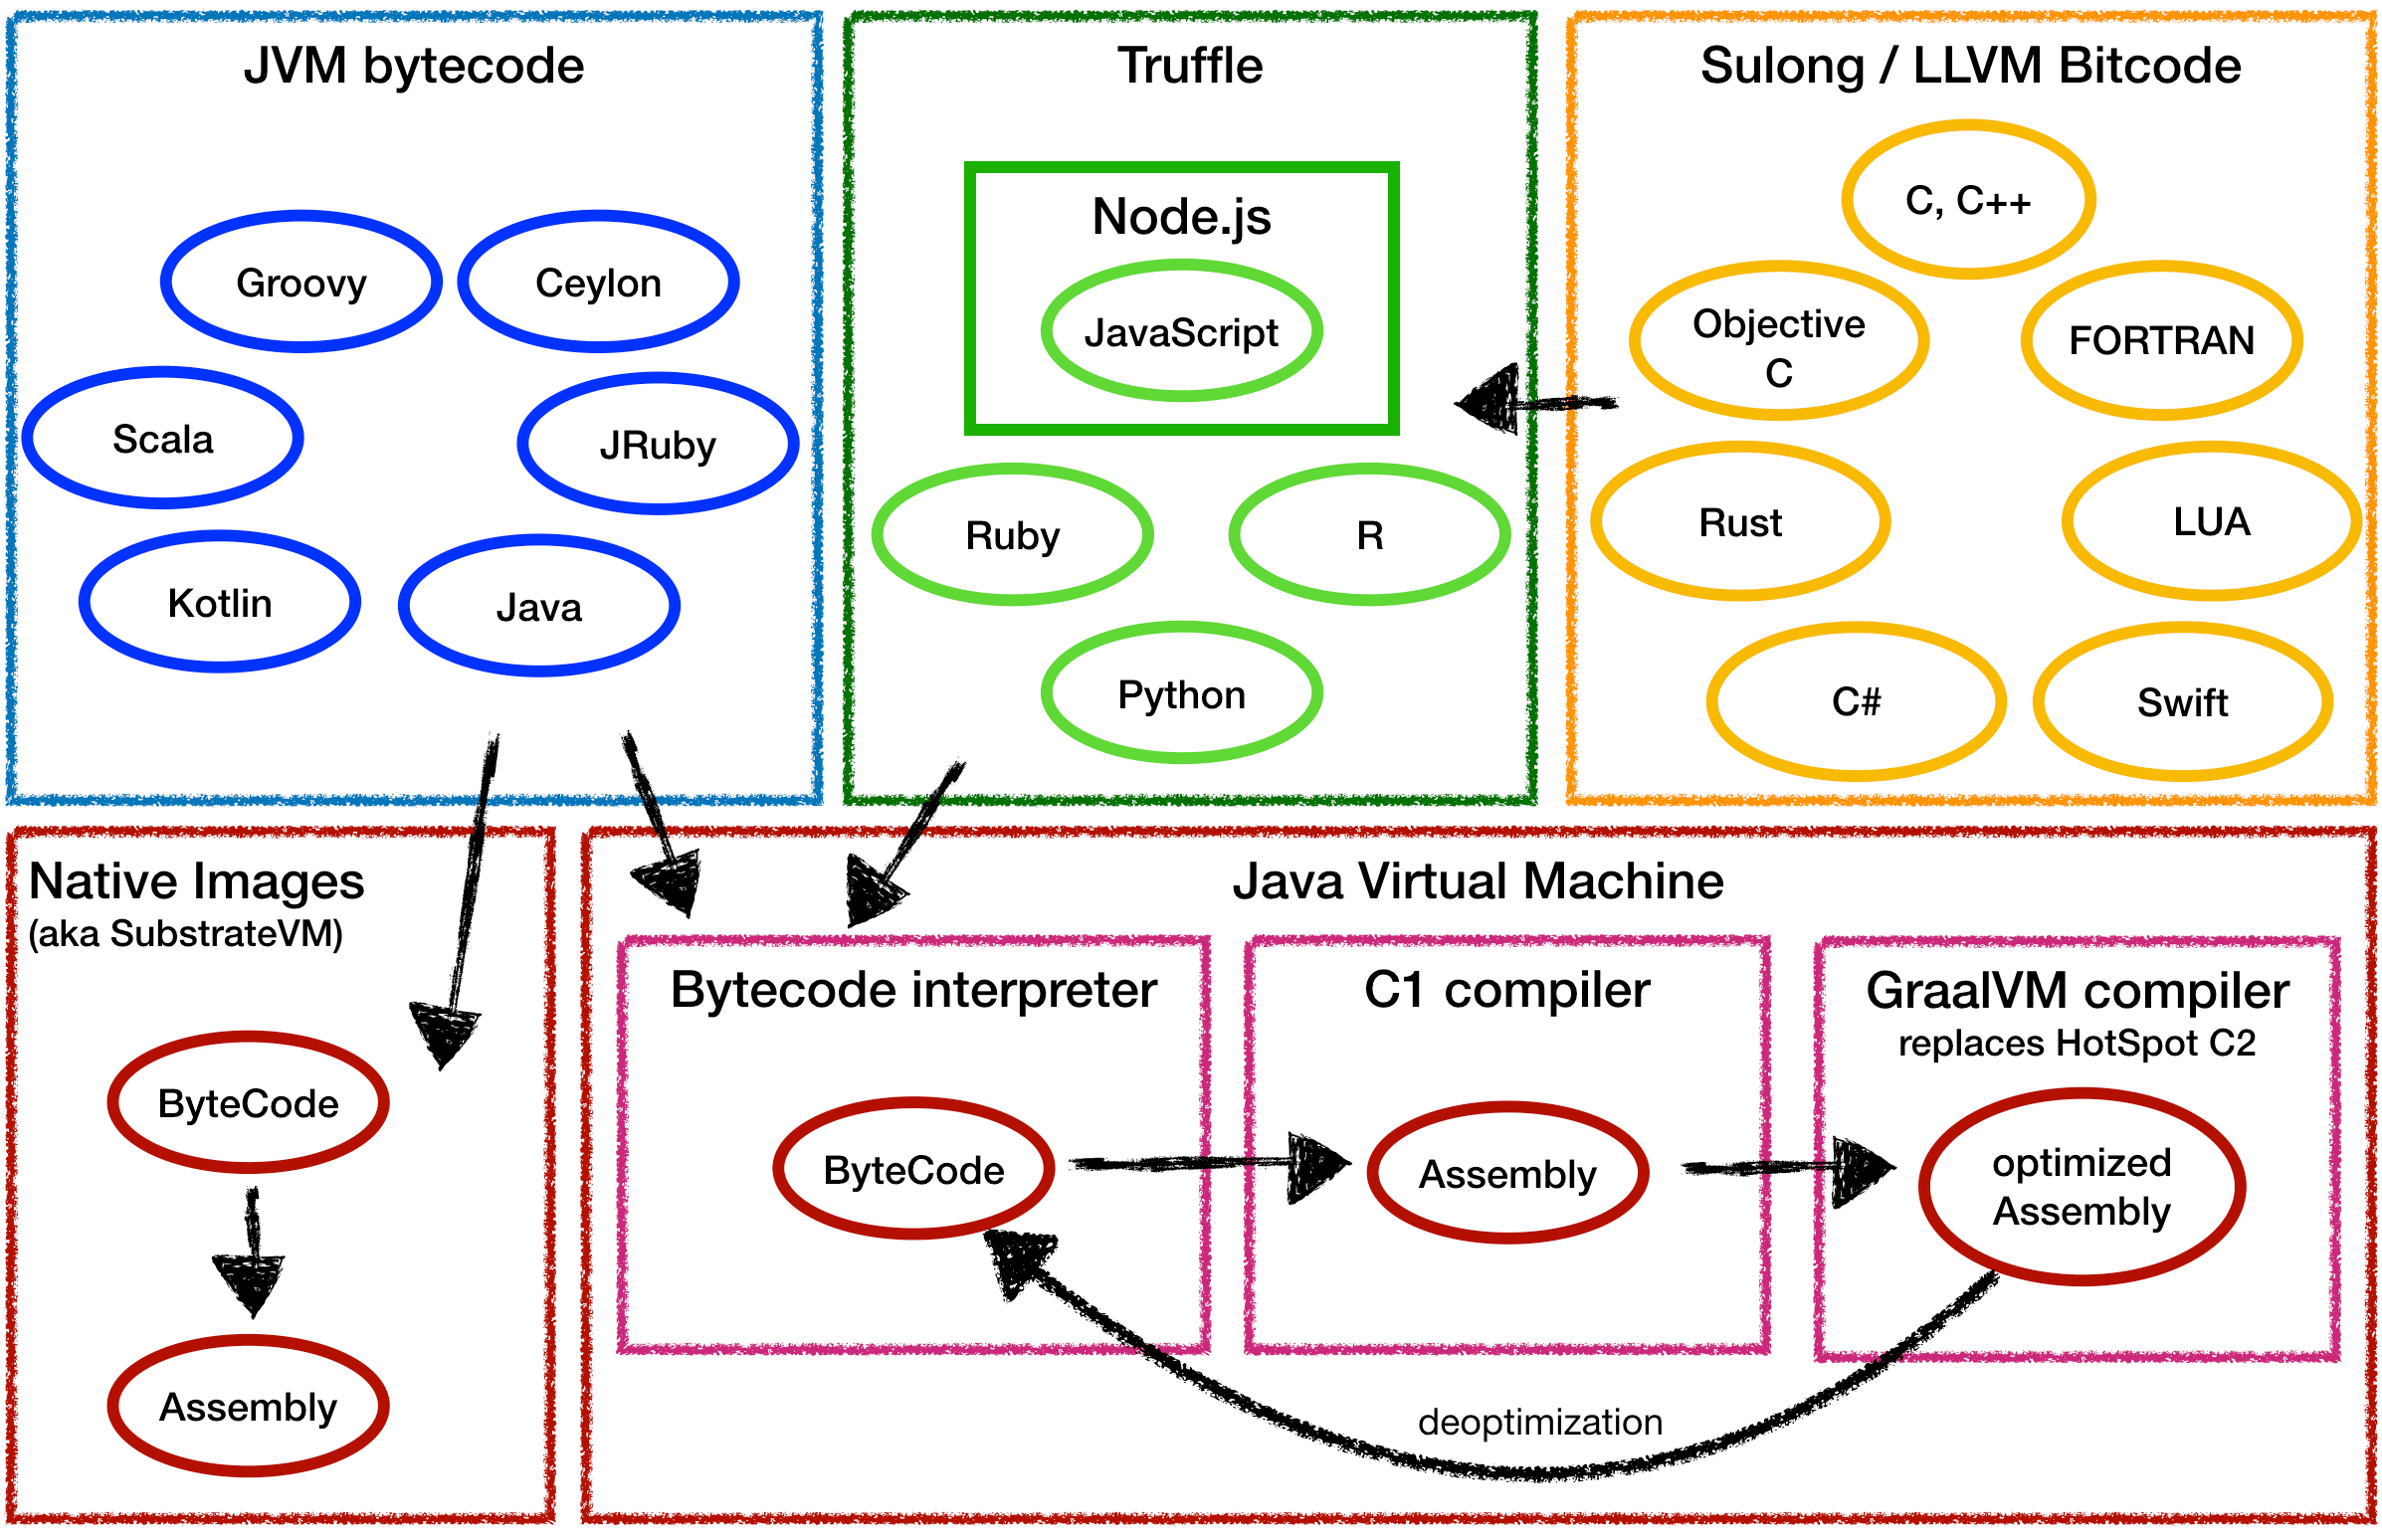 JVM bytecode
Groovy
Ceylon
Scala
JRuby
Kotlin
Java
Truffle
Node.js
JavaScript
Ruby
R
Python
Sulong / LLVM Bitcode
C, C++
Objective
C
FORTRAN
Rust
LUA
C#
Swift
Native Images
(aka SubstrateVM)
ByteCode
Assembly
Java Virtual Machine
Bytecode interpreter
ByteCode
C1 compiler
Assembly
GraalVM compiler
replaces HotSpot C2
optimized
Assembly
deoptimization